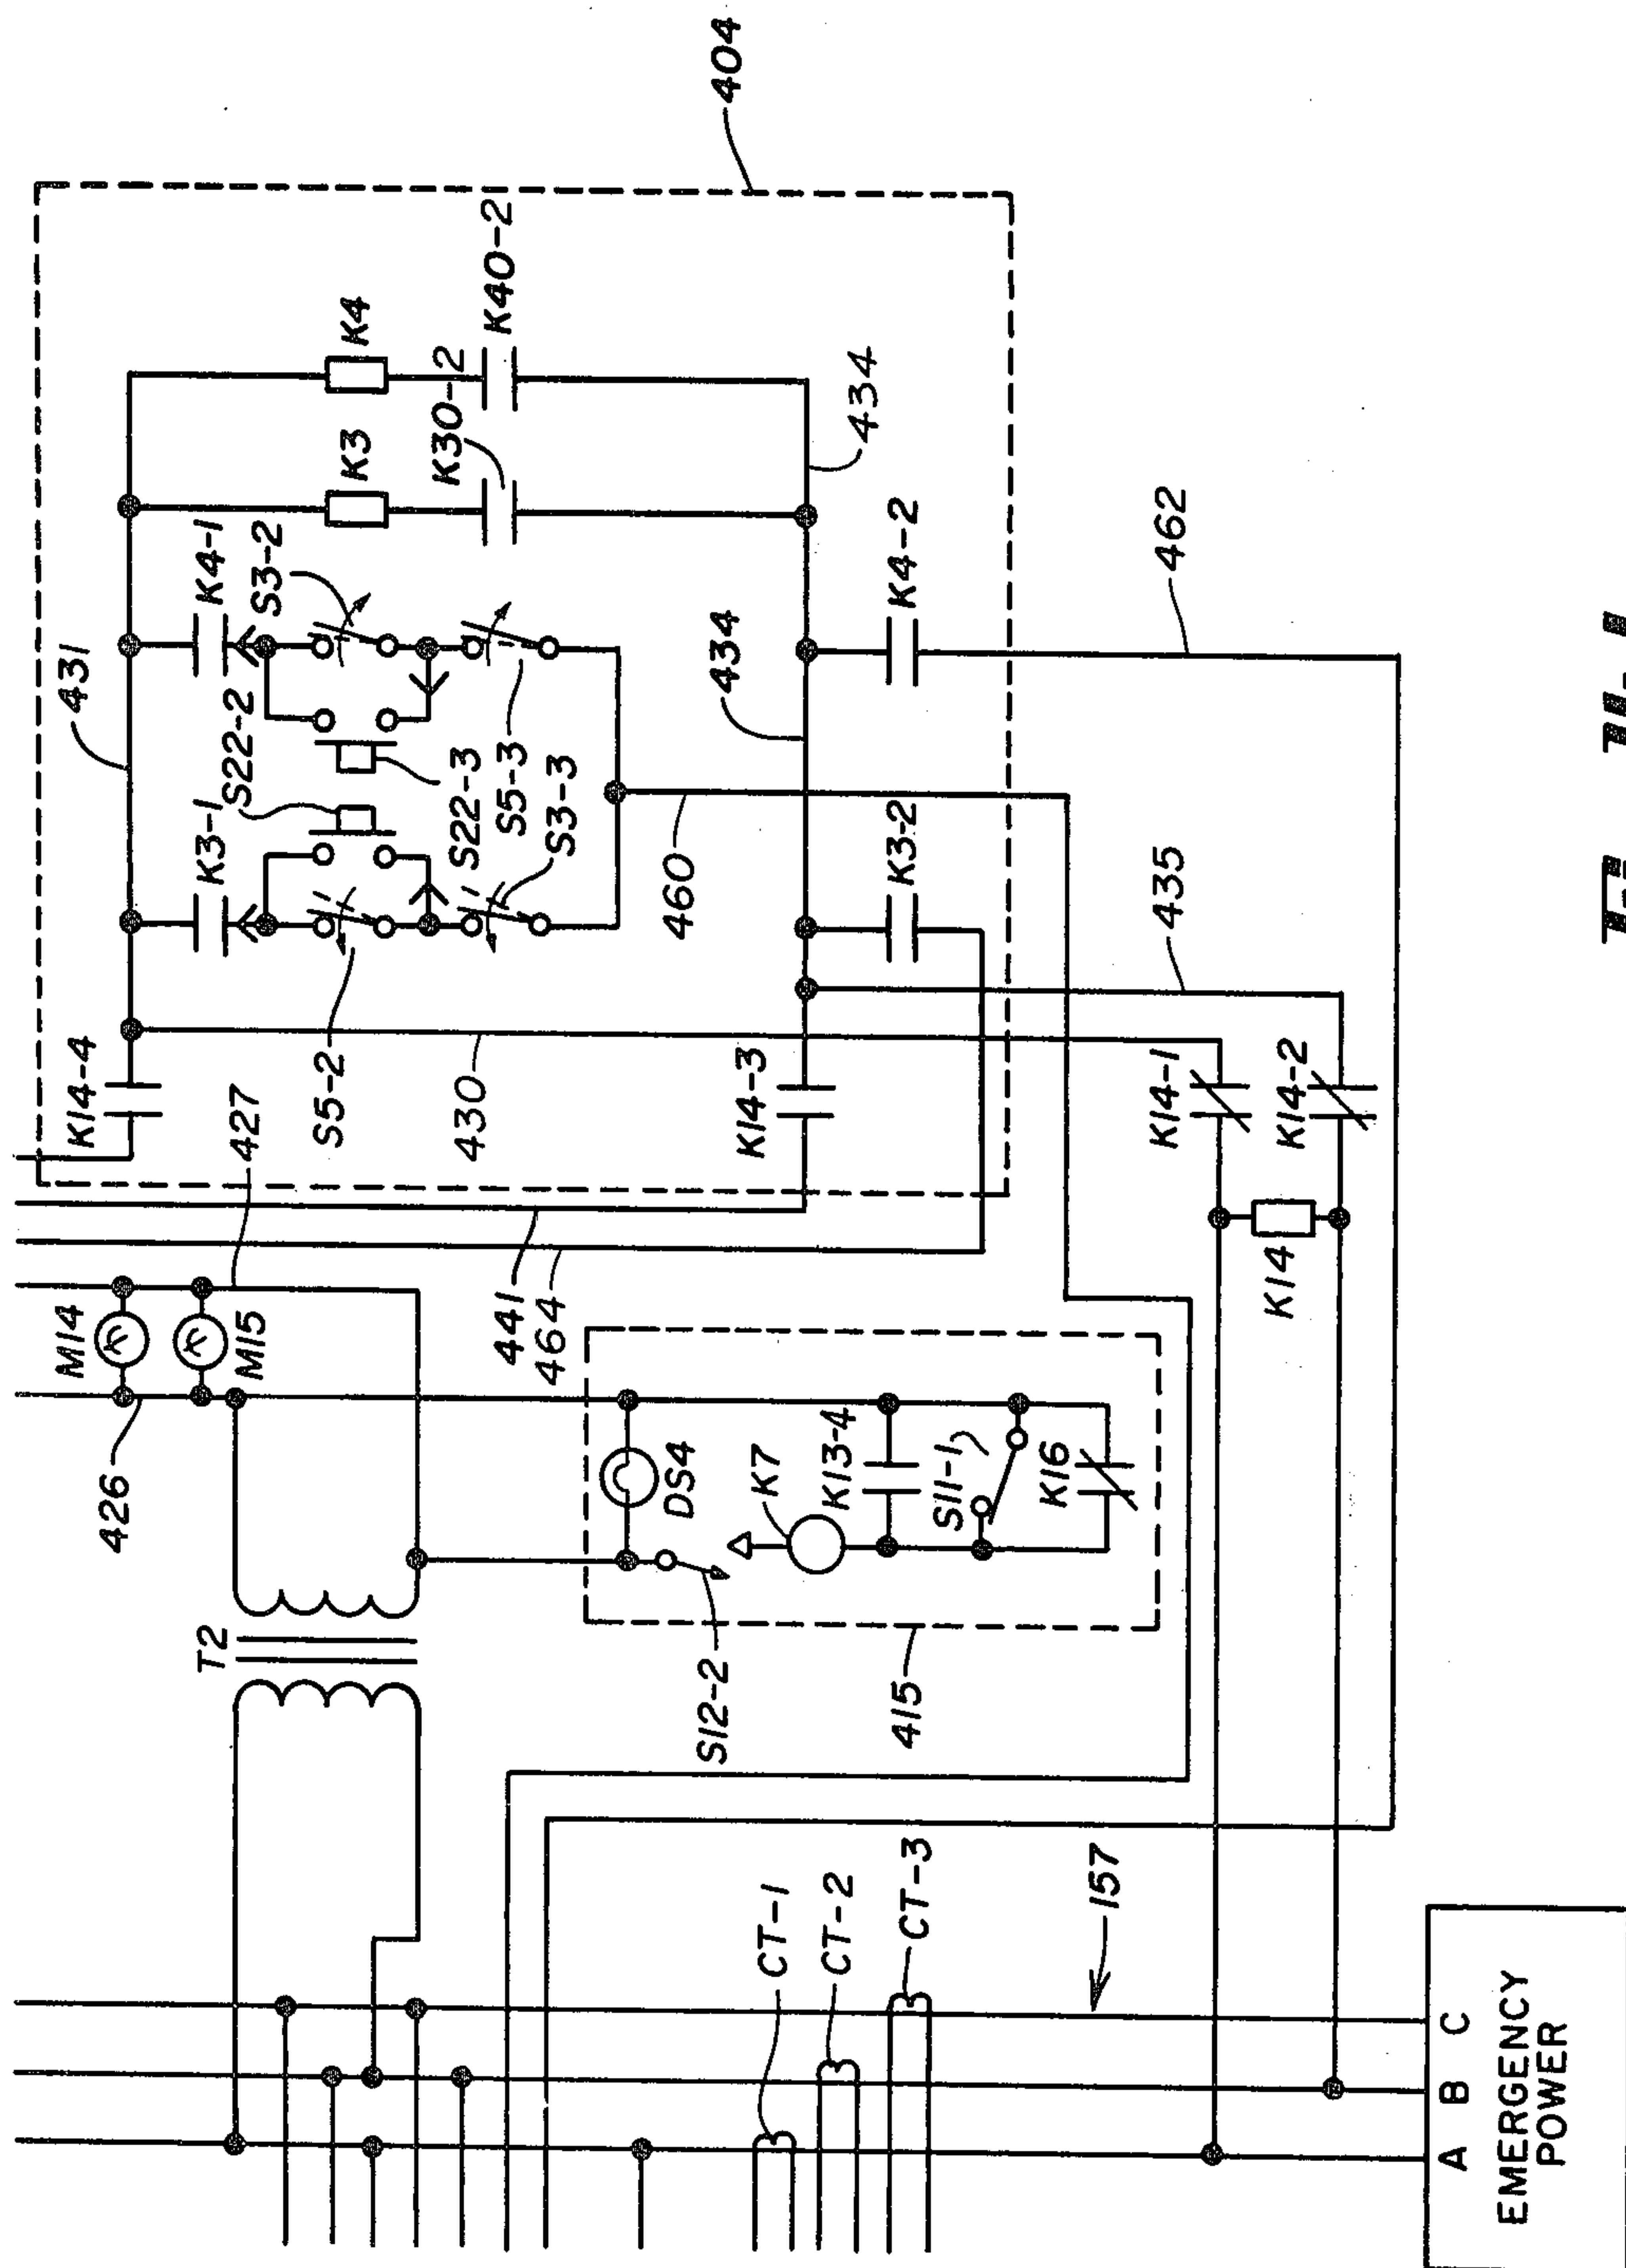 404
431
K14-4
K3-1
S22-2
K4-1
S3-2
K3
K4
K30-2
K40-2
427
S5-2
S22-3
S5-3
S3-3
430
460
434
434
K14-3
K3-2
K4-2
435
462
K14-1
K14-2
K14
M14
M15
441
464
426
T2
DS4
K7
K13-4
S11-1
K16
S12-2
415
CT-1
CT-2
CT-3
157
A B C
EMERGENCY
POWER